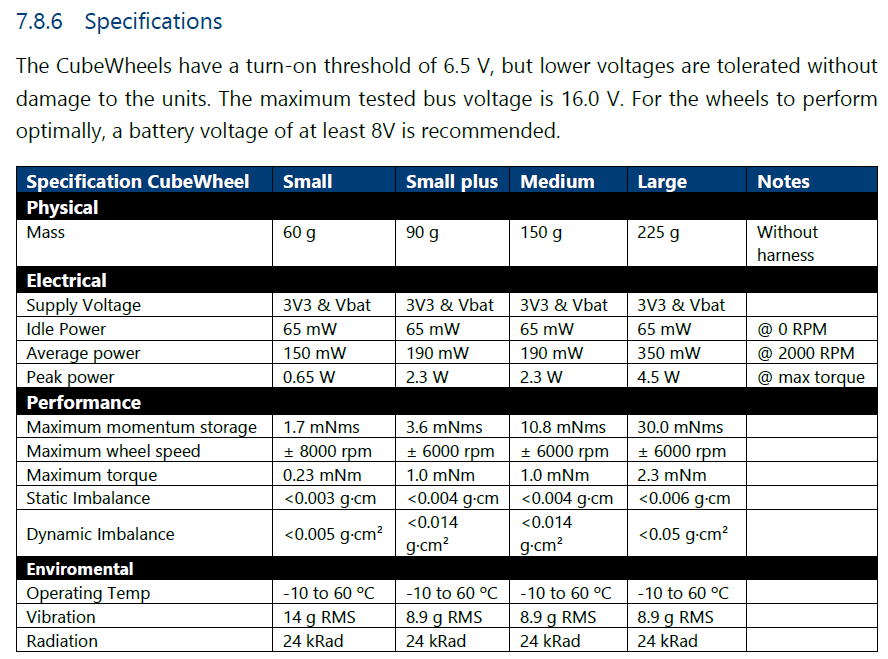 7.8.6 Specifications
The CubeWheels have a turn-on threshold of 6.5 V, but lower voltages are tolerated without
damage to the units. The maximum tested bus voltage is 16.0 V. For the wheels to perform
optimally, a battery voltage of at least 8V is recommended.
Specification CubeWheel Small Small plus Medium Large Notes
Physical
Mass 60 g 90 g 150 g 225 g Without
harness
Electrical
Supply Voltage 3V3 & Vbat 3V3 & Vbat 3V3 & Vbat 3V3 & Vbat
Idle Power 65 mW 65 mW 65 mW 65 mW @ 0 RPM
Average power 150 mW 190 mW 190 mW 350 mW @ 2000 RPM
Peak power 0.65 W 2.3 W 2.3 W 4.5 W @ max torque
Performance
Maximum momentum storage 1.7 mNms 3.6 mNms 10.8 mNms 30.0 mNms
Maximum wheel speed ± 8000 rpm ± 6000 rpm ± 6000 rpm ± 6000 rpm
Maximum torque 0.23 mNm 1.0 mNm 1.0 mNm 2.3 mNm
Static Imbalance <0.003 g·cm <0.004 g·cm <0.004 g·cm <0.006 g·cm
Dynamic Imbalance <0.005 g·cm² <0.014 g·cm² <0.014 g·cm² <0.05 g·cm²
Enviromental
Operating Temp -10 to 60 ºC -10 to 60 ºC -10 to 60 ºC -10 to 60 ºC
Vibration 14 g RMS 8.9 g RMS 8.9 g RMS 8.9 g RMS
Radiation 24 kRad 24 kRad 24 kRad 24 kRad